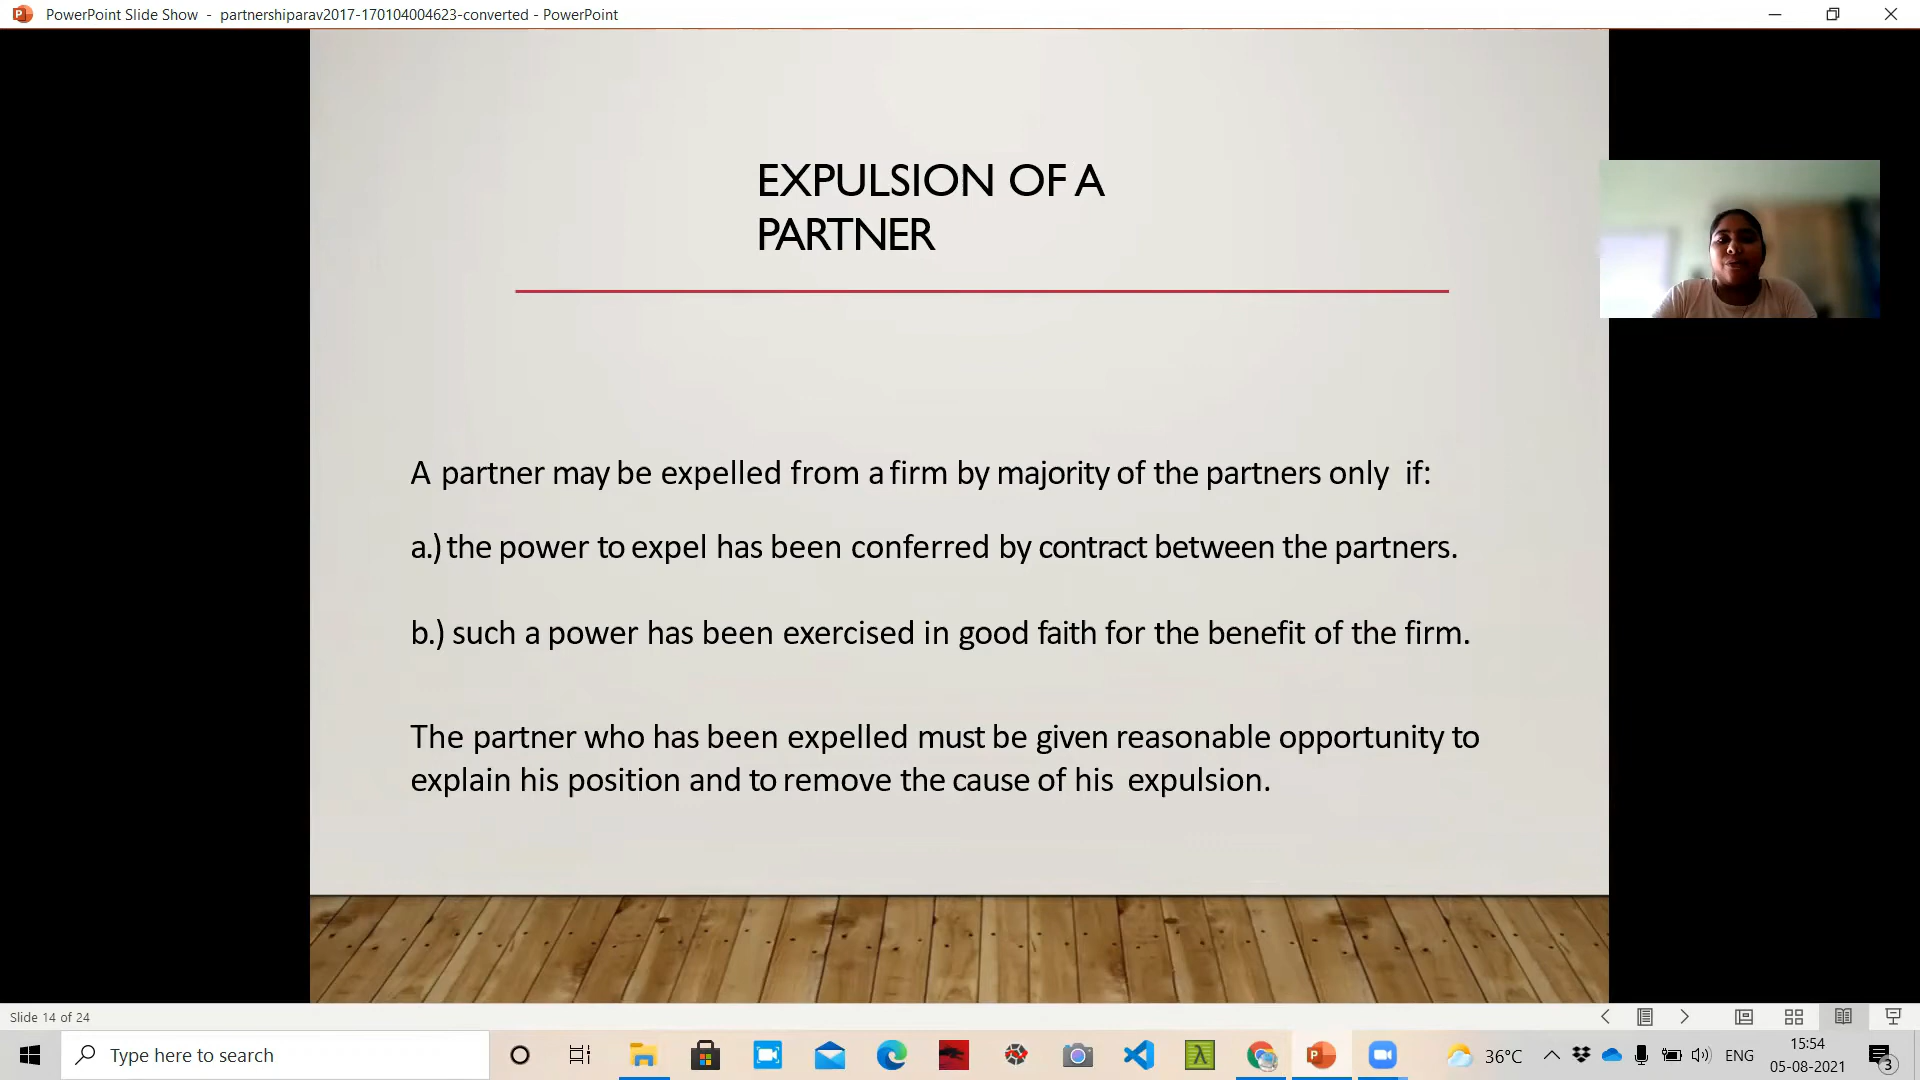 PowerPoint Slide Show - partnershiparav2017-170104004623-converted - PowerPoint
EXPULSION OF A
PARTNER
A partner may be expelled from a firm by majority of the partners only if:
a.) the power to expel has been conferred by contract between the partners.
b.) such a power has been exercised in good faith for the benefit of the firm.
The partner who has been expelled must be given reasonable opportunity to
explain his position and to remove the cause of his expulsion.
Slide 14 of 24
Type here to search
36°C
ENG
15:54
05-08-2021
3